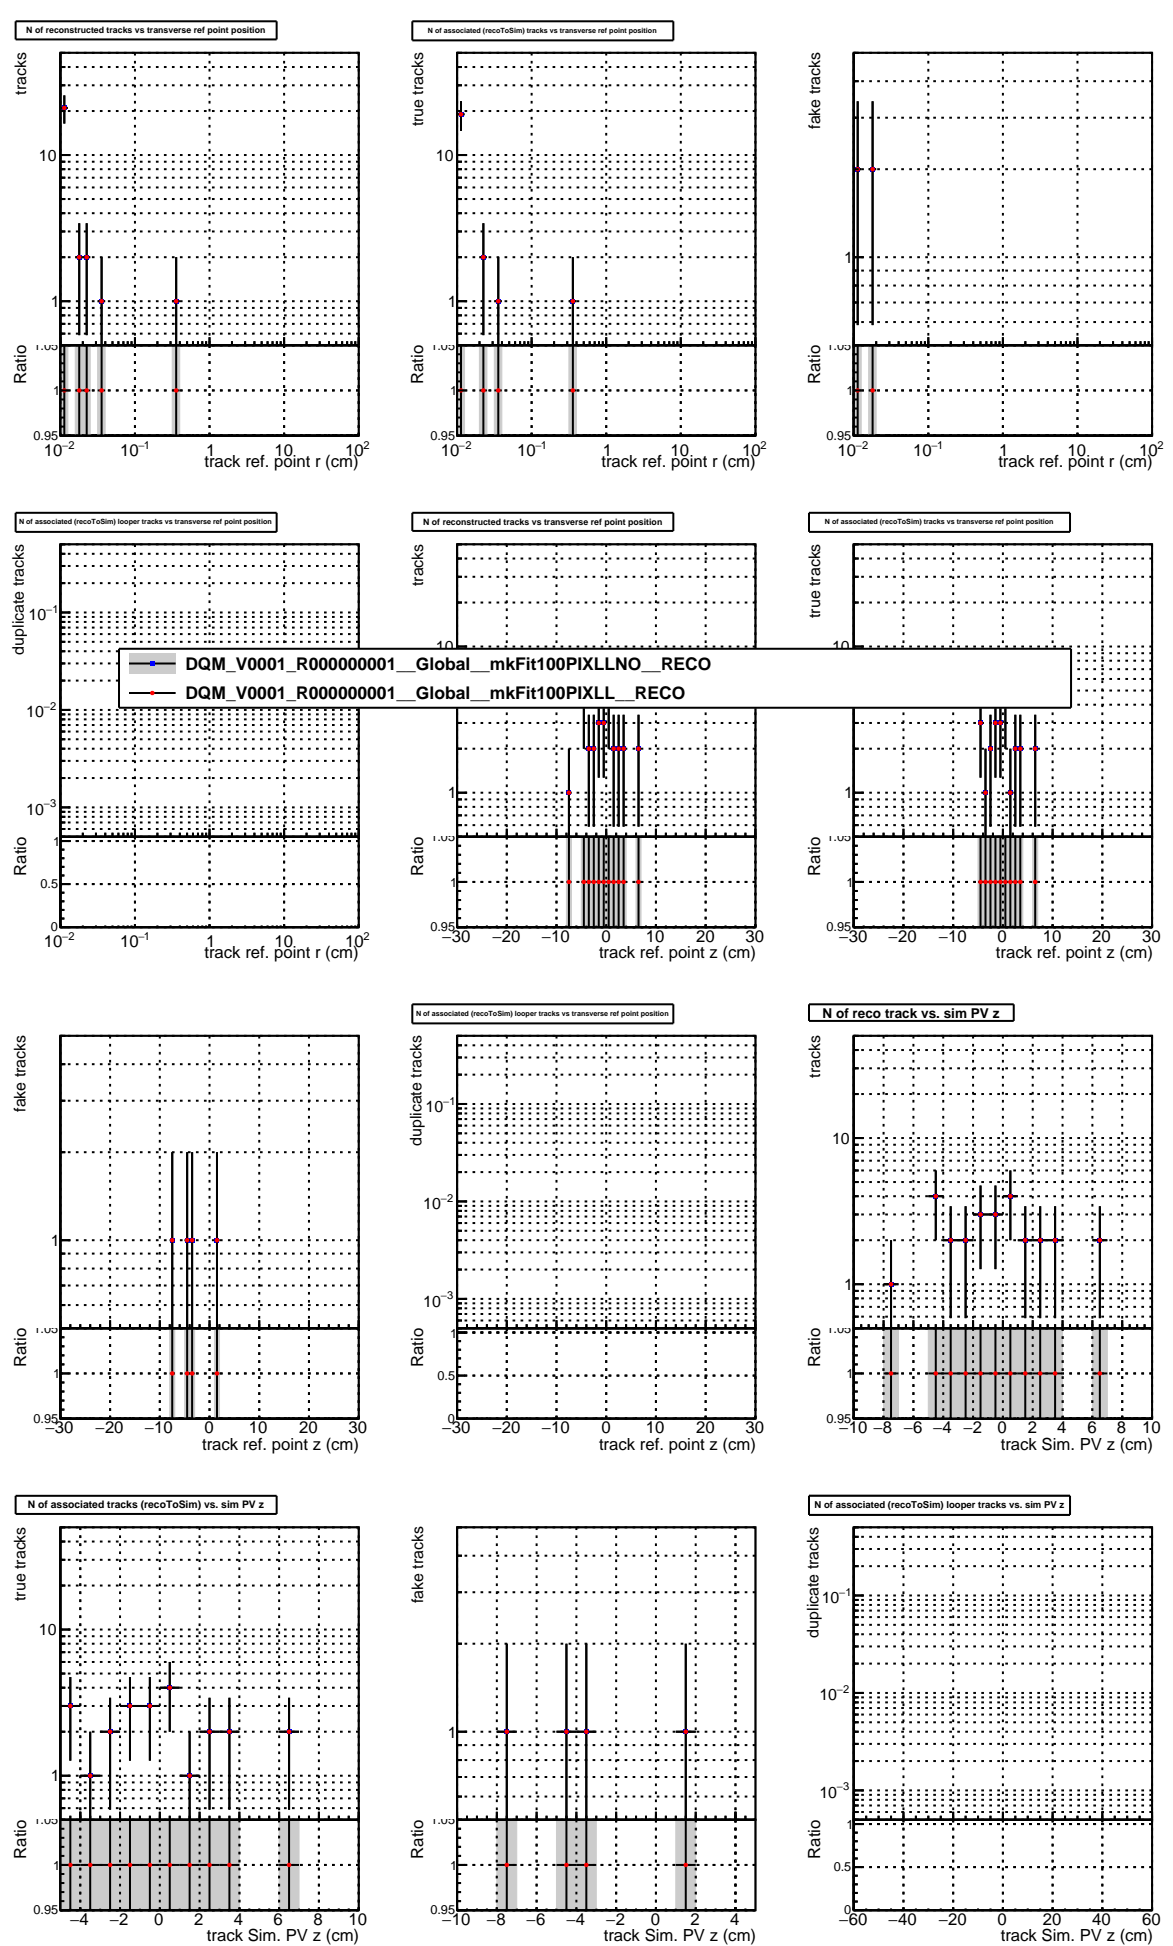 N of reconstructed tracks vs transverse ref point position
tracks
10
1
Ratio
1.05
1
0.95
10−2 10−1 1 10 102
track ref. point r (cm)
N of associated (recoToSim) tracks vs transverse ref point position
true tracks
10
1
Ratio
1.05
1
0.95
10−2 10−1 1 10 102
track ref. point r (cm)
fake tracks
1
Ratio
1.05
1
0.95
10−2 10−1 1 10 102
track ref. point r (cm)
N of associated (recoToSim) looper tracks vs transverse ref point position
duplicate tracks
10−1
10−2
10−3
Ratio
1
0.5
0
10−2 10−1 1 10 102
track ref. point r (cm)
N of reconstructed tracks vs transverse ref point position
tracks
10
1
Ratio
1.05
1
0.95
−30 −20 −10 0 10 20 30
track ref. point z (cm)
N of associated (recoToSim) tracks vs transverse ref point position
true tracks
10
1
Ratio
1.05
1
0.95
−30 −20 −10 0 10 20 30
track ref. point z (cm)
DQM_V0001_R000000001__Global__mkFit100PIXLLNO__RECO
DQM_V0001_R000000001__Global__mkFit100PIXLL__RECO
fake tracks
1
Ratio
1.05
1
0.95
−30 −20 −10 0 10 20 30
track ref. point z (cm)
N of associated (recoToSim) looper tracks vs transverse ref point position
duplicate tracks
10−1
10−2
10−3
Ratio
1
0.5
0
−30 −20 −10 0 10 20 30
track ref. point z (cm)
N of reco track vs. sim PV z
tracks
10
1
Ratio
1.05
1
0.95
−10 −8 −6 −4 −2 0 2 4 6 8 10
track Sim. PV z (cm)
N of associated tracks (recoToSim) vs. sim PV z
true tracks
10
1
Ratio
1.05
1
0.95
−4 −2 0 2 4 6 8 10
track Sim. PV z (cm)
fake tracks
1
Ratio
1.05
1
0.95
−10 −8 −6 −4 −2 0 2 4
track Sim. PV z (cm)
N of associated (recoToSim) looper tracks vs. sim PV z
duplicate tracks
10−1
10−2
10−3
Ratio
1
0.5
0
−60 −40 −20 0 20 40 60
track Sim. PV z (cm)